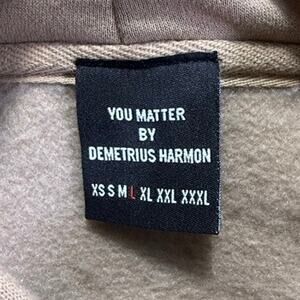 YOU MATTER
BY
DEMETRIUS HARMON
XS S M L XL XXL XXXL